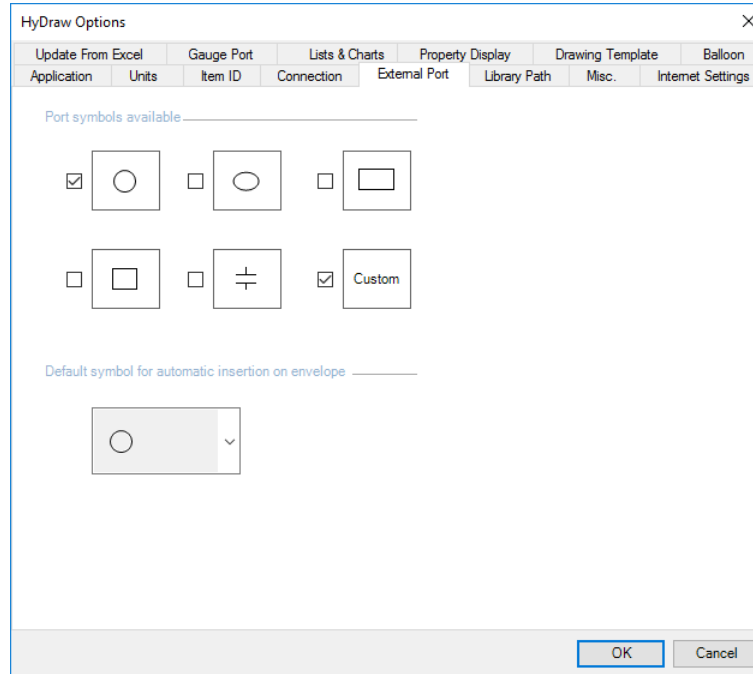 HyDraw Options
Update From Excel Gauge Port Lists & Charts Property Display Drawing Template Balloon
Application Units Item ID Connection External Port Library Path Misc. Internet Settings
Port symbols available
Custom
Default symbol for automatic insertion on envelope
OK Cancel